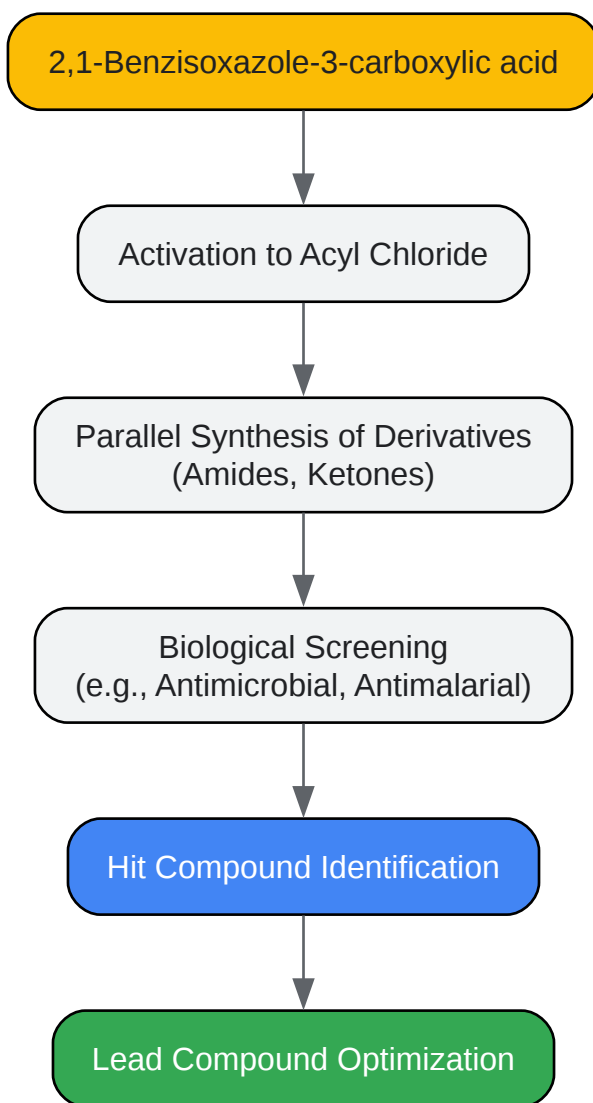 2,1-Benzisoxazole-3-carboxylic acid
Activation to Acyl Chloride
Parallel Synthesis of Derivatives
(Amides, Ketones)
Biological Screening
(e.g., Antimicrobial, Antimalarial)
Hit Compound Identification
Lead Compound Optimization